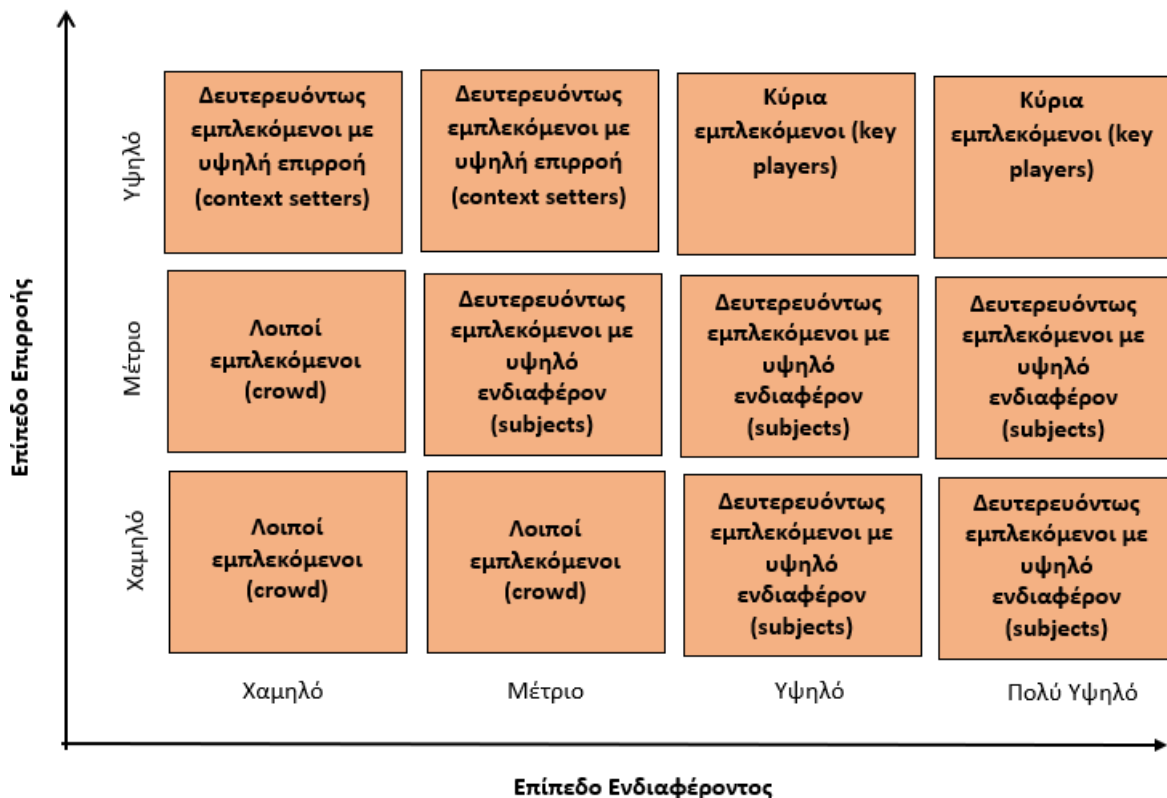 Δευτερευόντως
εμπλεκόμενοι με
υψηλή επιρροή
(context setters)
Δευτερευόντως
εμπλεκόμενοι με
υψηλή επιρροή
(context setters)
Κύρια
εμπλεκόμενοι (key
players)
Κύρια
εμπλεκόμενοι (key
players)
Υψηλό
Λοιποί
εμπλεκόμενοι
(crowd)
Δευτερευόντως
εμπλεκόμενοι με
υψηλό
ενδιαφέρον
(subjects)
Δευτερευόντως
εμπλεκόμενοι με
υψηλό
ενδιαφέρον
(subjects)
Δευτερευόντως
εμπλεκόμενοι με
υψηλό
ενδιαφέρον
(subjects)
Μέτριο
Επίπεδο Επιρροής
Λοιποί
εμπλεκόμενοι
(crowd)
Λοιποί
εμπλεκόμενοι
(crowd)
Δευτερευόντως
εμπλεκόμενοι με
υψηλό
ενδιαφέρον
(subjects)
Δευτερευόντως
εμπλεκόμενοι με
υψηλό
ενδιαφέρον
(subjects)
Χαμηλό
Χαμηλό
Μέτριο
Υψηλό
Πολύ Υψηλό
Επίπεδο Ενδιαφέροντος